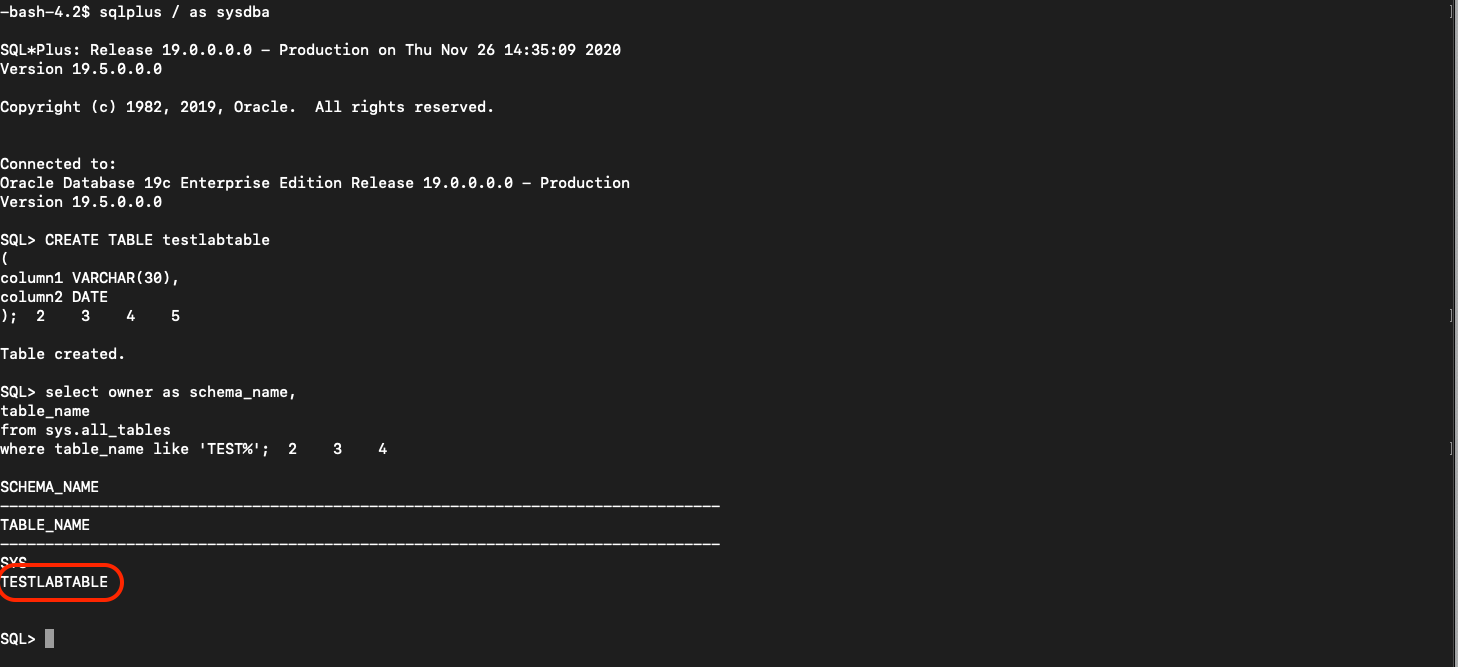 -bash-4.2$ sqlplus / as sysdba
SQL*Plus: Release 19.0.0.0.0 - Production on Thu Nov 26 14:35:09 2020
Version 19.5.0.0.0
Copyright (c) 1982, 2019, Oracle.  All rights reserved.
Connected to:
Oracle Database 19c Enterprise Edition Release 19.0.0.0.0 - Production
Version 19.5.0.0.0
SQL> CREATE TABLE testlabtable
(
column1 VARCHAR(30),
column2 DATE
);  2    3    4    5
Table created.
SQL> select owner as schema_name,
table_name
from sys.all_tables
where table_name like 'TEST%';  2    3    4
SCHEMA_NAME
--------------------------------------------------------------------------------
TABLE_NAME
--------------------------------------------------------------------------------
SYS
TESTLABTABLE
SQL>